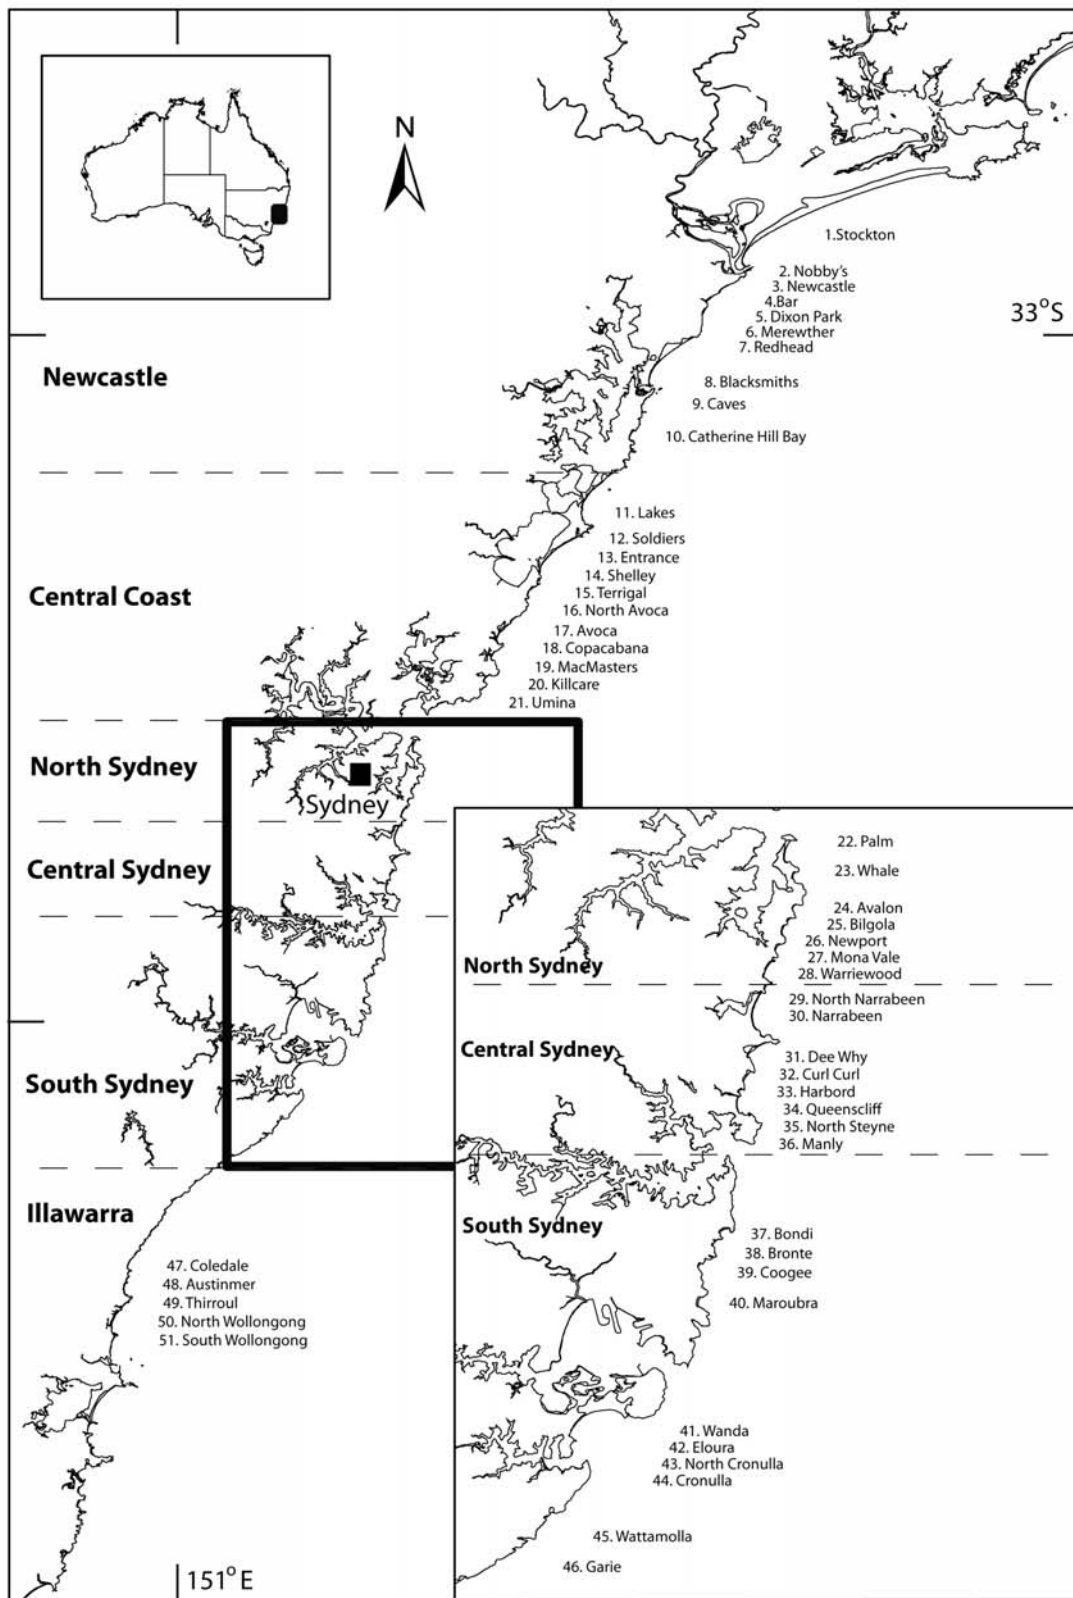 N
1.Stockton
2. Nobby's
3. Newcastle
4.Bar
5. Dixon Park
6. Merewther
7. Redhead
33°S
Newcastle
8. Blacksmiths
9. Caves
10. Catherine Hill Bay
11. Lakes
12. Soldiers
13. Entrance
14. Shelley
15. Terrigal
16. North Avoca
17. Avoca
18. Copacabana
19. MacMasters
20. Killcare
21. Umina
Central Coast
North Sydney
Sydney
Central Sydney
South Sydney
Illawarra
47. Coledale
48. Austinmer
49. Thirroul
50. North Wollongong
51. South Wollongong
151°E
22. Palm
23. Whale
24. Avalon
25. Bilgola
26. Newport
27. Mona Vale
28. Warriewood
North Sydney
29. North Narrabeen
30. Narrabeen
Central Sydney
31. Dee Why
32. Curl Curl
33. Harbord
34. Queenscliff
35. North Steyne
36. Manly
South Sydney
37. Bondi
38. Bronte
39. Coogee
40. Maroubra
41. Wanda
42. Eloura
43. North Cronulla
44. Cronulla
45. Wattamolla
46. Garie